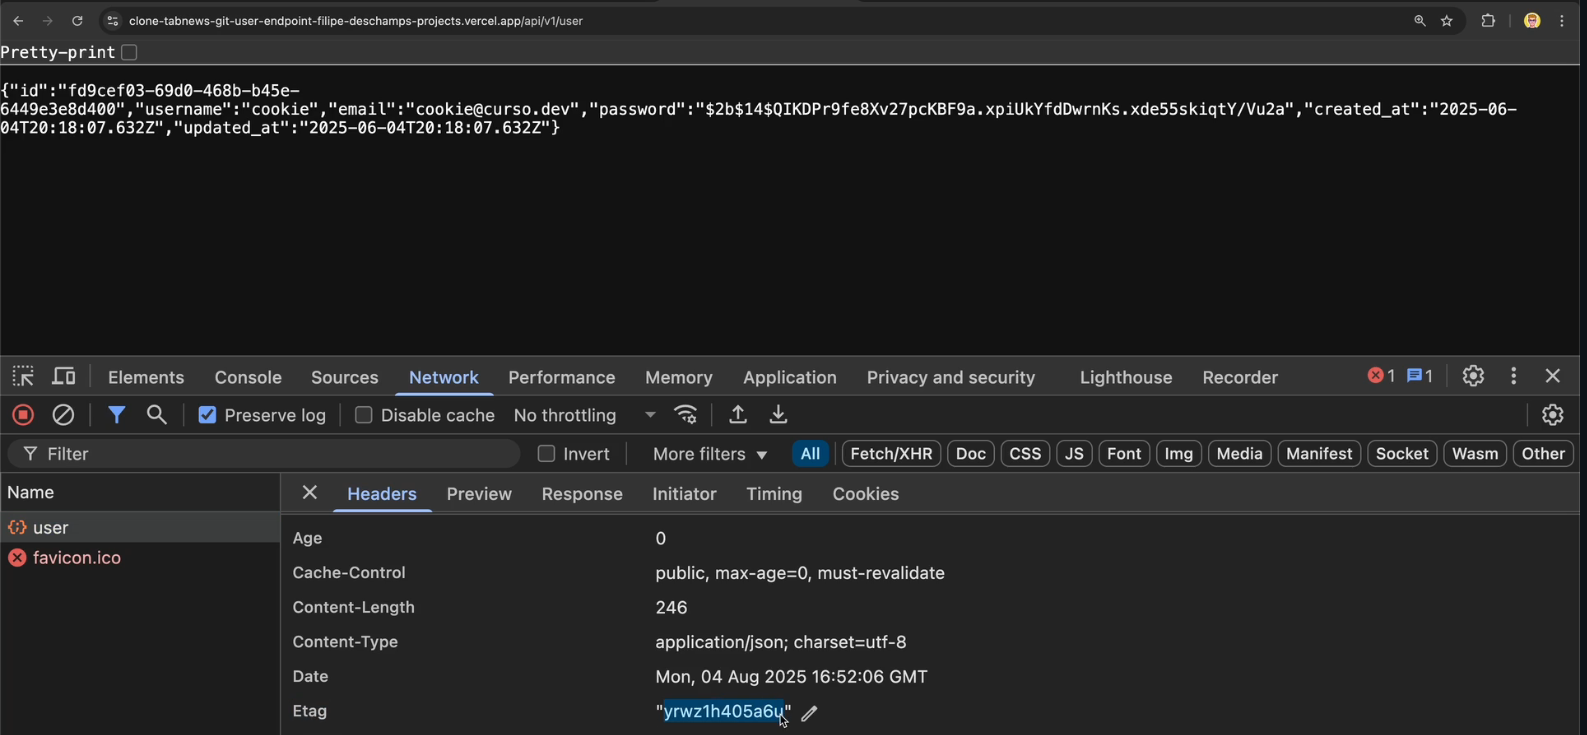 clone-tabnews-git-user-endpoint-filipe-deschamps-projects.vercel.app/api/v1/user
Pretty-print
{"id":"fd9cef03-69d0-468b-b45e-
6449e3e8d400","username":"cookie","email":"cookie@curso.dev","password":"$2b$14$QIKDPr9fe8Xv27pcKBF9a.xpiUkYfdDwrnKs.xde55skiqtY/Vu2a","created_at":"2025-06-
04T20:18:07.632Z","updated_at":"2025-06-04T20:18:07.632Z"}
Elements Console Sources Network Performance Memory Application Privacy and security Lighthouse Recorder 1 1
Preserve log Disable cache No throttling
Filter Invert More filters All Fetch/XHR Doc CSS JS Font Img Media Manifest Socket Wasm Other
Name Headers Preview Response Initiator Timing Cookies
user
favicon.ico
Age 0
Cache-Control public, max-age=0, must-revalidate
Content-Length 246
Content-Type application/json; charset=utf-8
Date Mon, 04 Aug 2025 16:52:06 GMT
Etag "yrwz1h405a6u"